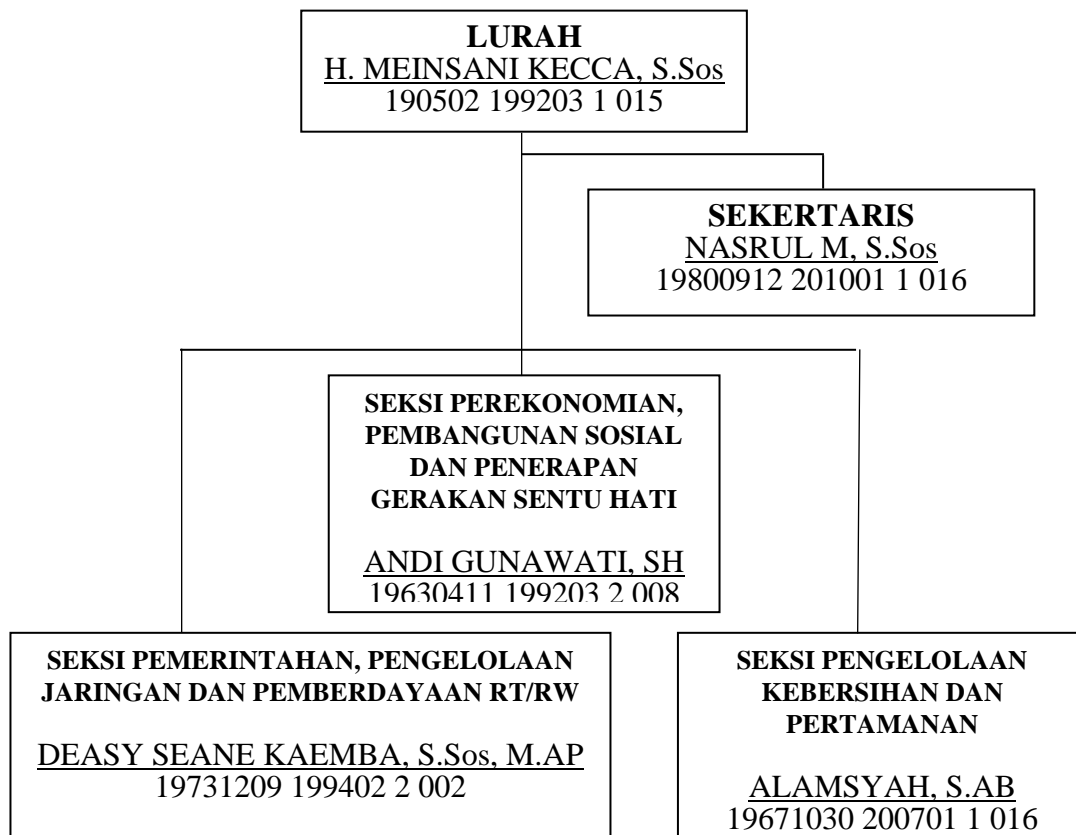 LURAH
H. MEINSANI KECCA, S.Sos
190502 199203 1 015
SEKERTARIS
NASRUL M, S.Sos
19800912 201001 1 016
SEKSI PEREKONOMIAN,
PEMBANGUNAN SOSIAL
DAN PENERAPAN
GERAKAN SENTU HATI
ANDI GUNAWATI, SH
19630411 199203 2 008
SEKSI PEMERINTAHAN, PENGELOLAAN
JARINGAN DAN PEMBERDAYAAN RT/RW
DEASY SEANE KAEMBA, S.Sos, M.AP
19731209 199402 2 002
SEKSI PENGELOLAAN
KEBERSIHAN DAN
PERTAMANAN
ALAMSYAH, S.AB
19671030 200701 1 016